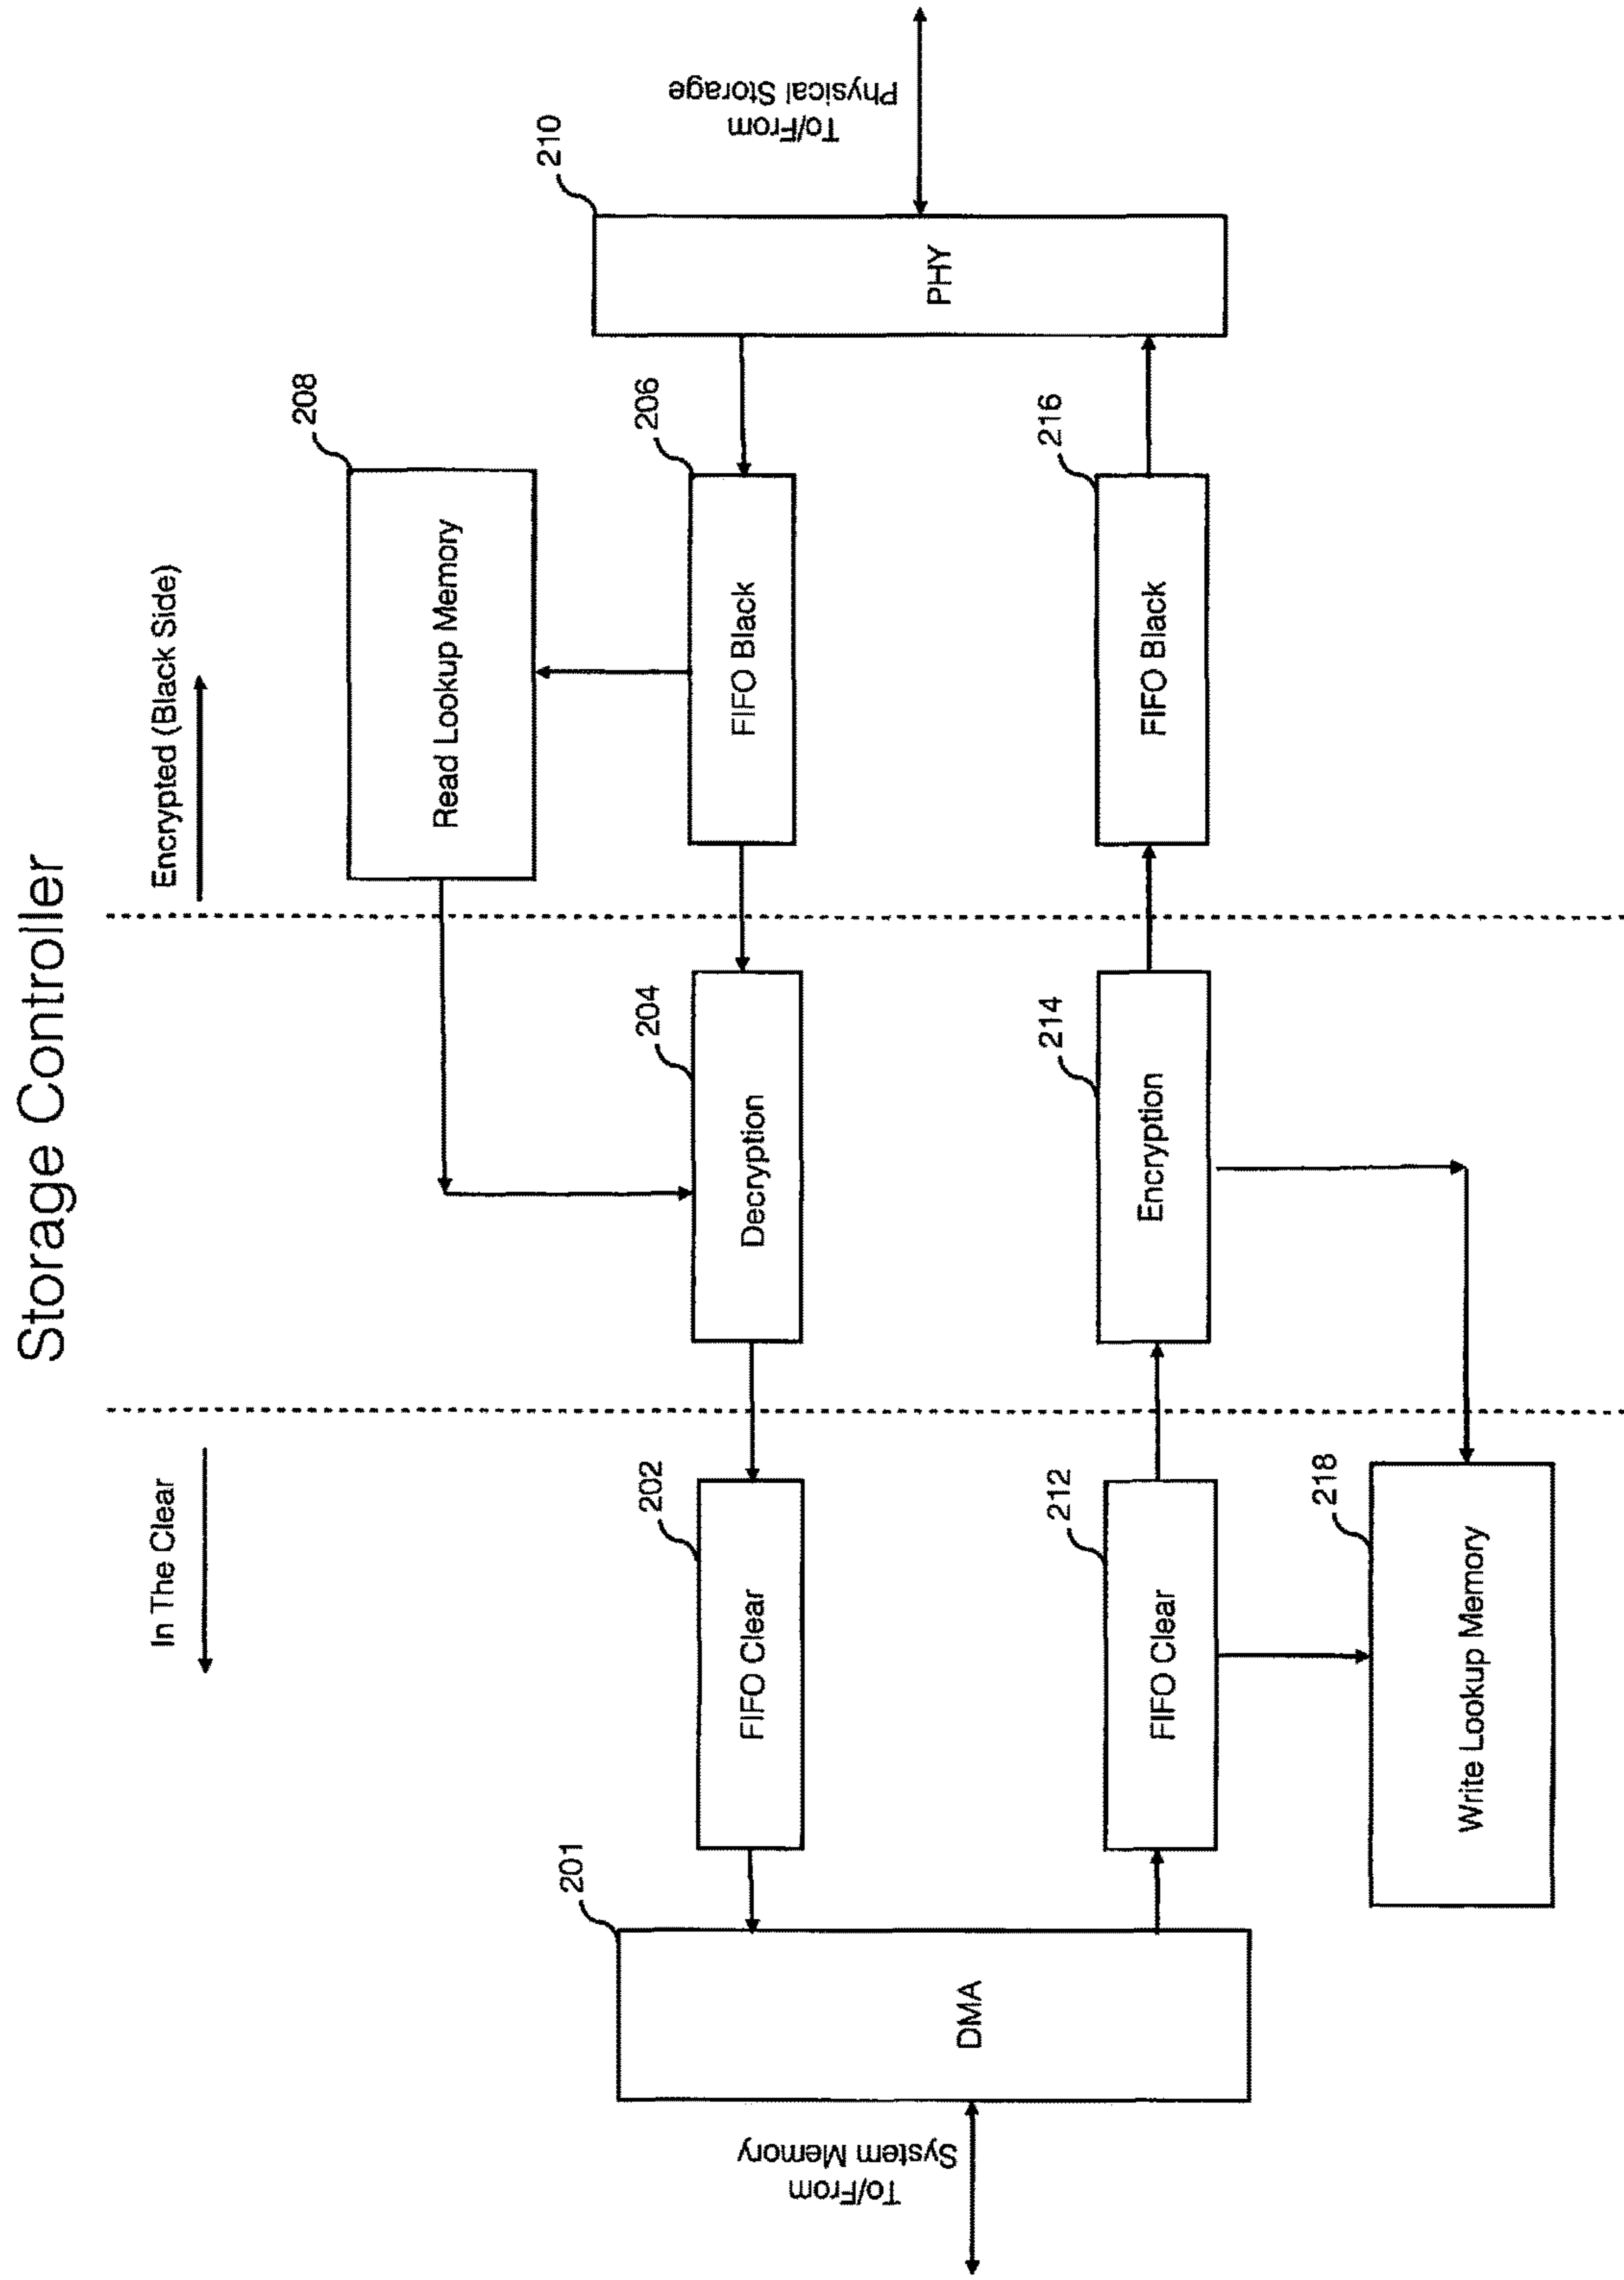 Storage Controller
In The Clear
Encrypted (Black Side)
208
Read Lookup Memory
201
202
204
206
210
FIFO Clear
Decryption
FIFO Black
To/From
System Memory
DMA
PHY
To/From
Physical Storage
212
214
216
FIFO Clear
Encryption
FIFO Black
218
Write Lookup Memory